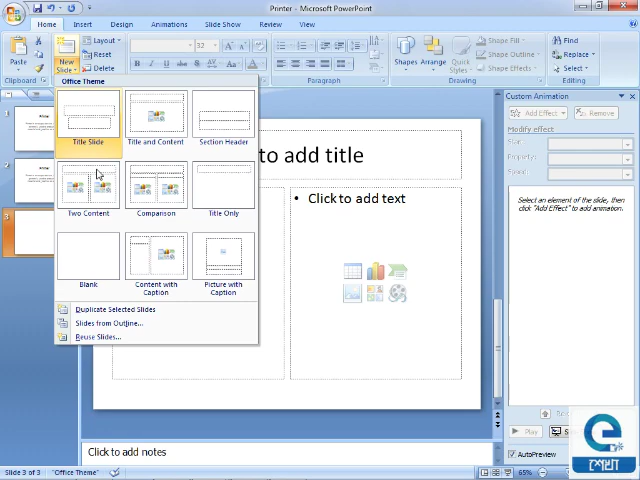 Printer - Microsoft PowerPoint
Home Insert Design Animations Slide Show Review View
Paste
New Slide
Layout
Reset
Delete
32
B I U
Shapes Arrange Quick Styles
Shape Fill
Shape Outline
Shape Effects
Find
Replace
Select
Clipboard Paragraph Editing
Office Theme
Title Slide Title and Content Section Header
Two Content Comparison Title Only
Blank Content with Caption Picture with Caption
Duplicate Selected Slides
Slides from Outline...
Reuse Slides...
1
2
3
to add title
• Click to add text
Click to add notes
Custom Animation
Add Effect Remove
Modify effect
Start:
Property:
Speed:
Select an element of the slide, then
click "Add Effect" to add animation.
Play
AutoPreview
Slide 3 of 3 "Office Theme" 65%